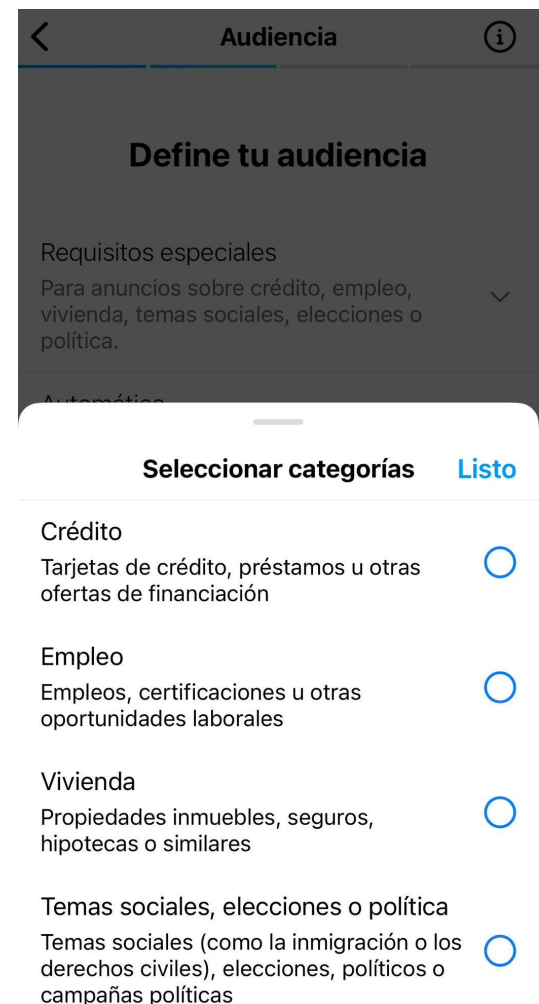 Audiencia
Define tu audiencia
Requisitos especiales
Para anuncios sobre crédito, empleo,
vivienda, temas sociales, elecciones o
política.
Automático
Seleccionar categorías
Listo
Crédito
Tarjetas de crédito, préstamos u otras
ofertas de financiación
Empleo
Empleos, certificaciones u otras
oportunidades laborales
Vivienda
Propiedades inmuebles, seguros,
hipotecas o similares
Temas sociales, elecciones o política
Temas sociales (como la inmigración o los
derechos civiles), elecciones, políticos o
campañas políticas